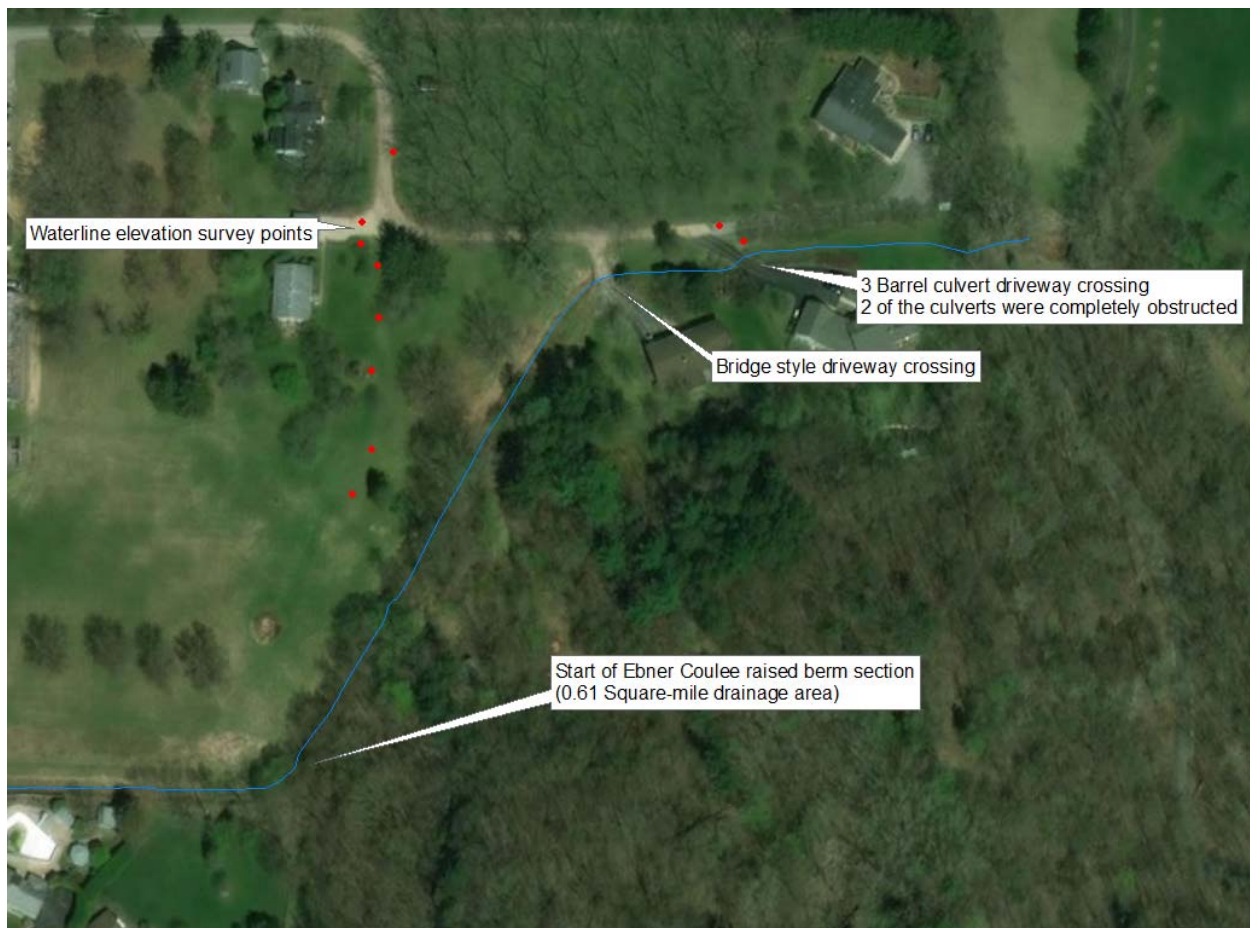 Waterline elevation survey points
3 Barrel culvert driveway crossing
2 of the culverts were completely obstructed
Bridge style driveway crossing
Start of Ebner Coulee raised berm section
(0.61 Square-mile drainage area)